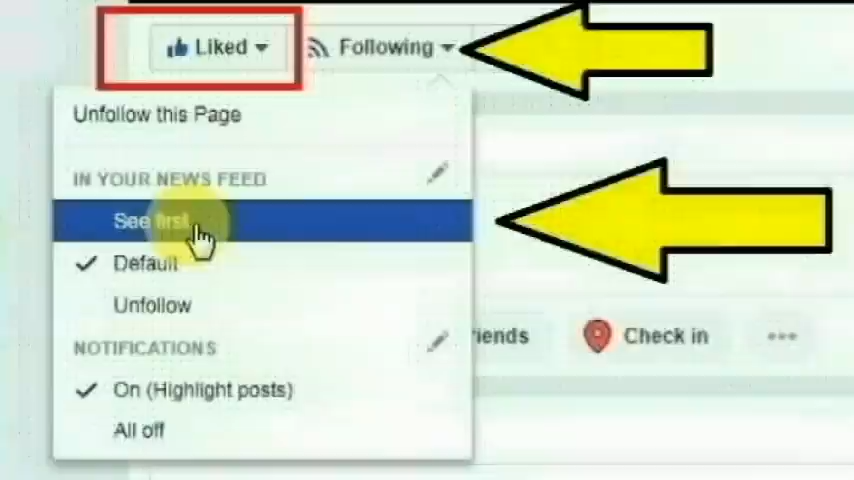 Liked Following
Unfollow this Page
IN YOUR NEWS FEED
See first
Default
Unfollow
NOTIFICATIONS
riends Check in
On (Highlight posts)
All off